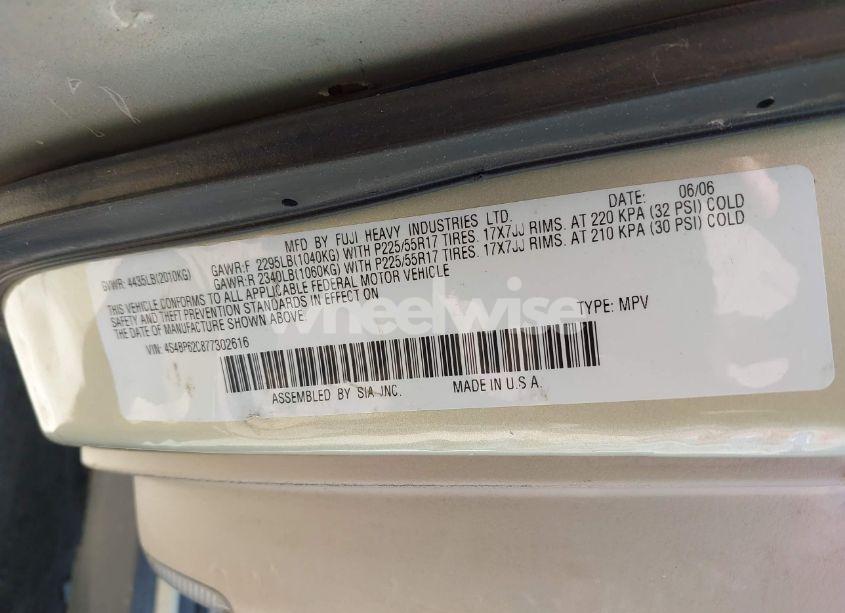 MFD BY FUJI HEAVY INDUSTRIES LTD. DATE: 06/06
GVWR: 4435LB(2010KG) GAWR:F 2295LB(1040KG) WITH P225/55R17 TIRES. 17X7JJ RIMS. AT 220 KPA (32 PSI) COLD
GAWR:R 2340LB(1060KG) WITH P225/55R17 TIRES. 17X7JJ RIMS. AT 210 KPA (30 PSI) COLD
THIS VEHICLE CONFORMS TO ALL APPLICABLE FEDERAL MOTOR VEHICLE
SAFETY AND THEFT PREVENTION STANDARDS IN EFFECT ON
THE DATE OF MANUFACTURE SHOWN ABOVE.
VIN: 4S4BP62C877302616 TYPE: MPV
ASSEMBLED BY SIA INC. MADE IN U.S.A.
wheelwise